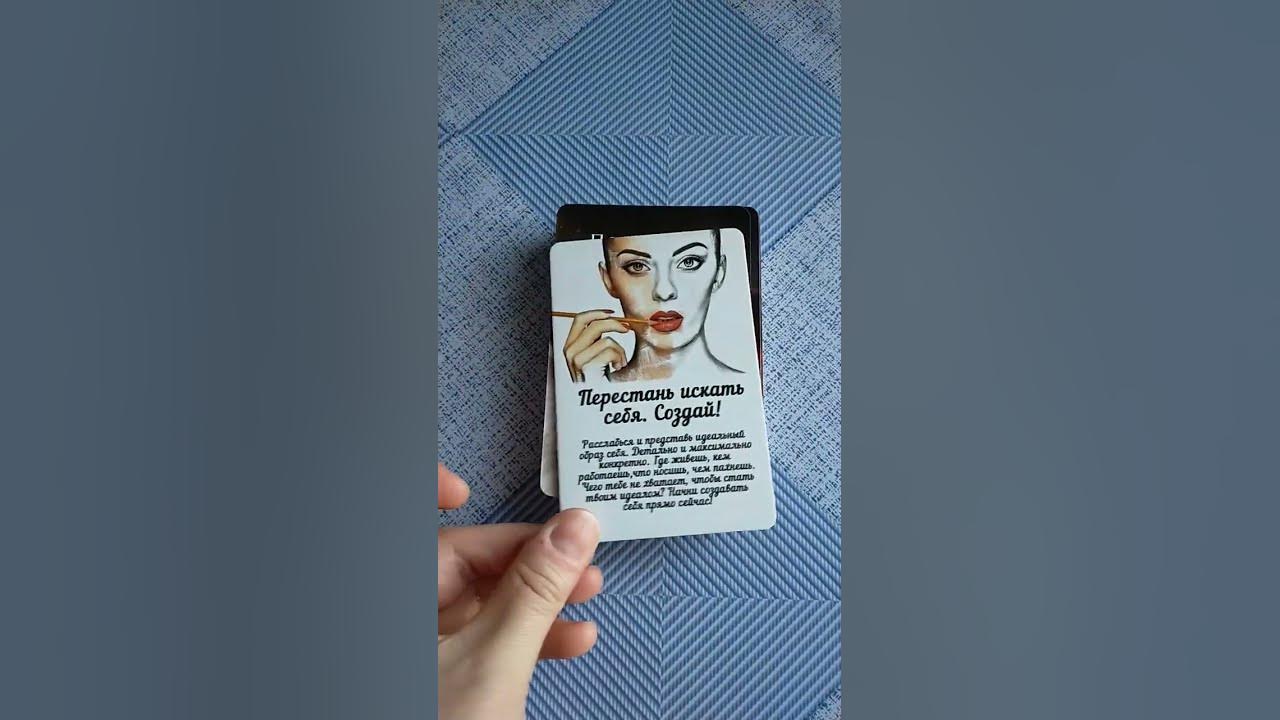 Перестань искать
себя. Создай!
Расслабься и представь идеальный
образ себя. Детально и максимально
конкретно. Где живешь, кем
работаешь,что носишь, чем пахнешь.
Чего тебе не хватает, чтобы стать
твоим идеалом? Начни создавать
себя прямо сейчас!